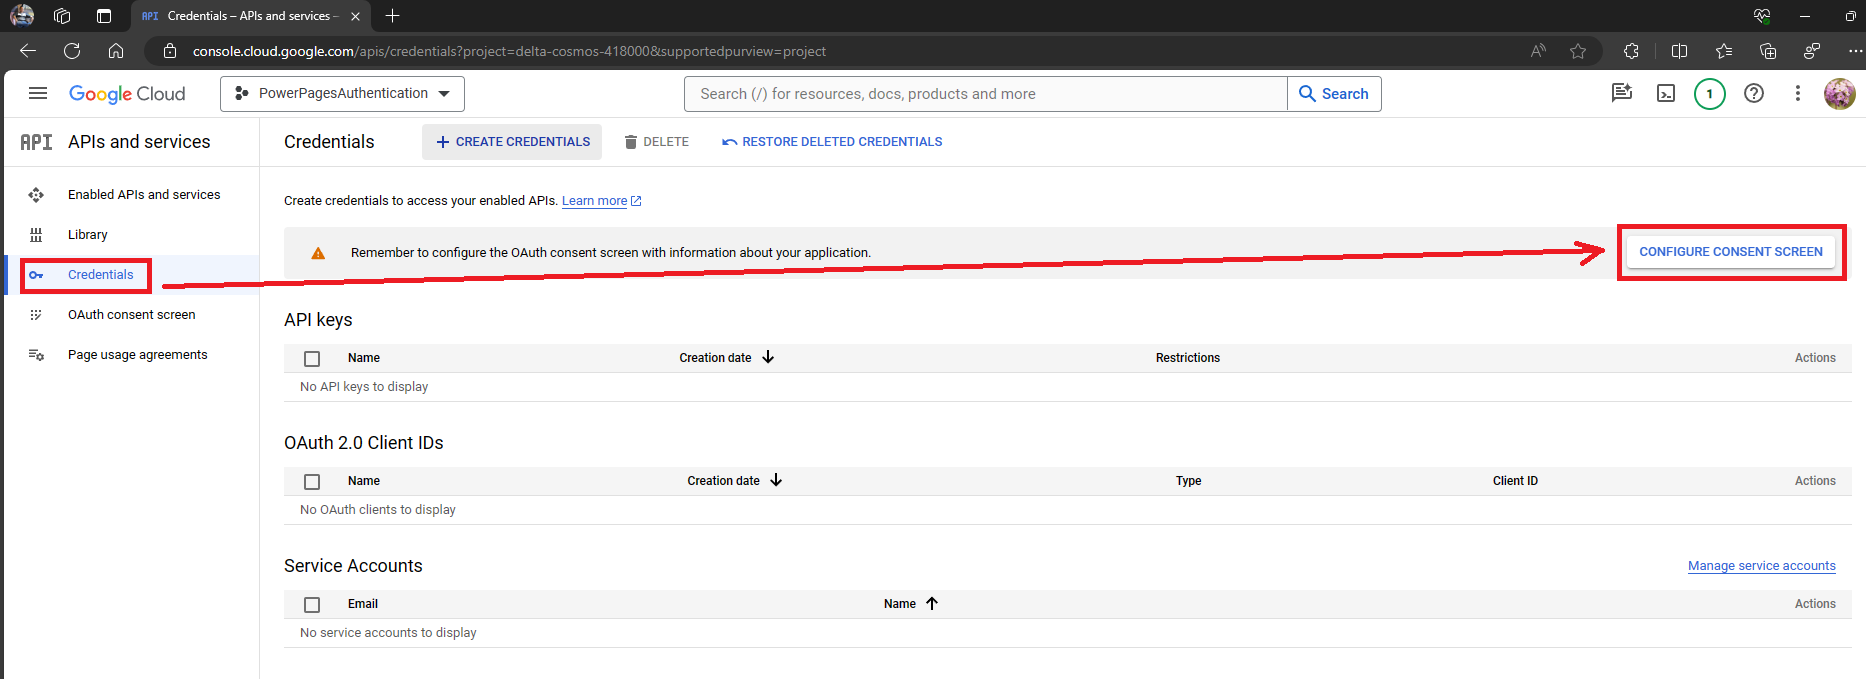 API Credentials – APIs and services –
console.cloud.google.com/apis/credentials?project=delta-cosmos-418000&supportedpurview=project
Google Cloud PowerPagesAuthentication Search (/) for resources, docs, products and more Search 1
API APIs and services Credentials CREATE CREDENTIALS DELETE RESTORE DELETED CREDENTIALS
Enabled APIs and services
Library
Credentials
OAuth consent screen
Page usage agreements
Create credentials to access your enabled APIs. Learn more
Remember to configure the OAuth consent screen with information about your application. CONFIGURE CONSENT SCREEN
API keys
Name Creation date Restrictions Actions
No API keys to display
OAuth 2.0 Client IDs
Name Creation date Type Client ID Actions
No OAuth clients to display
Service Accounts Manage service accounts
Email Name Actions
No service accounts to display